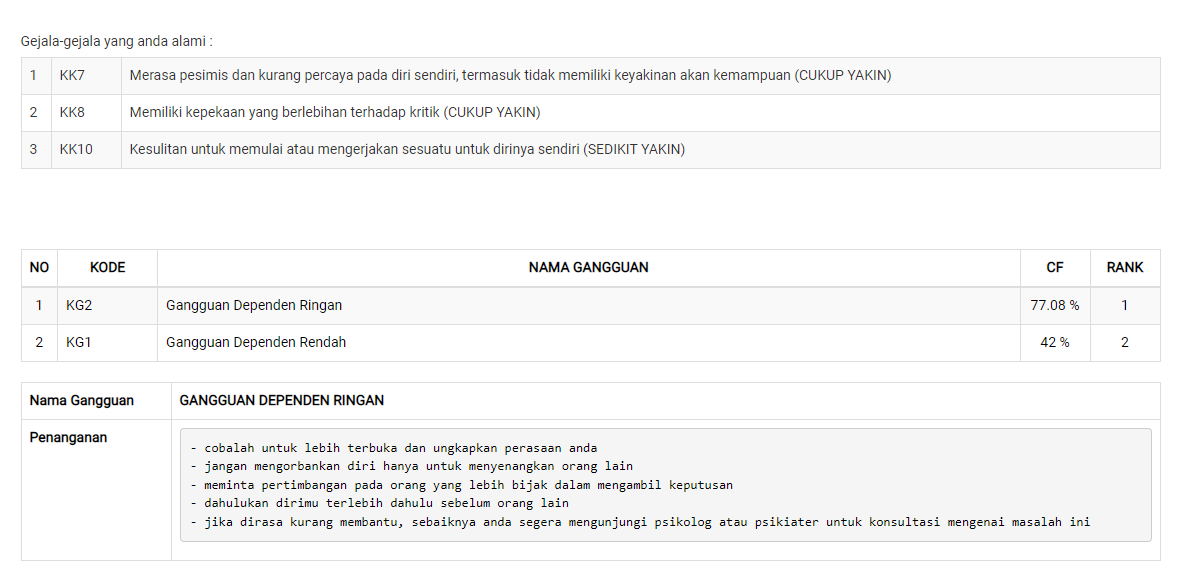 Gejala-gejala yang anda alami :
1 KK7 Merasa pesimis dan kurang percaya pada diri sendiri, termasuk tidak memiliki keyakinan akan kemampuan (CUKUP YAKIN)
2 KK8 Memiliki kepekaan yang berlebihan terhadap kritik (CUKUP YAKIN)
3 KK10 Kesulitan untuk memulai atau mengerjakan sesuatu untuk dirinya sendiri (SEDIKIT YAKIN)
NO KODE NAMA GANGGUAN CF RANK
1 KG2 Gangguan Dependen Ringan 77.08 % 1
2 KG1 Gangguan Dependen Rendah 42 % 2
Nama Gangguan GANGGUAN DEPENDEN RINGAN
Penanganan
- cobalah untuk lebih terbuka dan ungkapkan perasaan anda
- jangan mengorbankan diri hanya untuk menyenangkan orang lain
- meminta pertimbangan pada orang yang lebih bijak dalam mengambil keputusan
- dahulukan dirimu terlebih dahulu sebelum orang lain
- jika dirasa kurang membantu, sebaiknya anda segera mengunjungi psikolog atau psikiater untuk konsultasi mengenai masalah ini